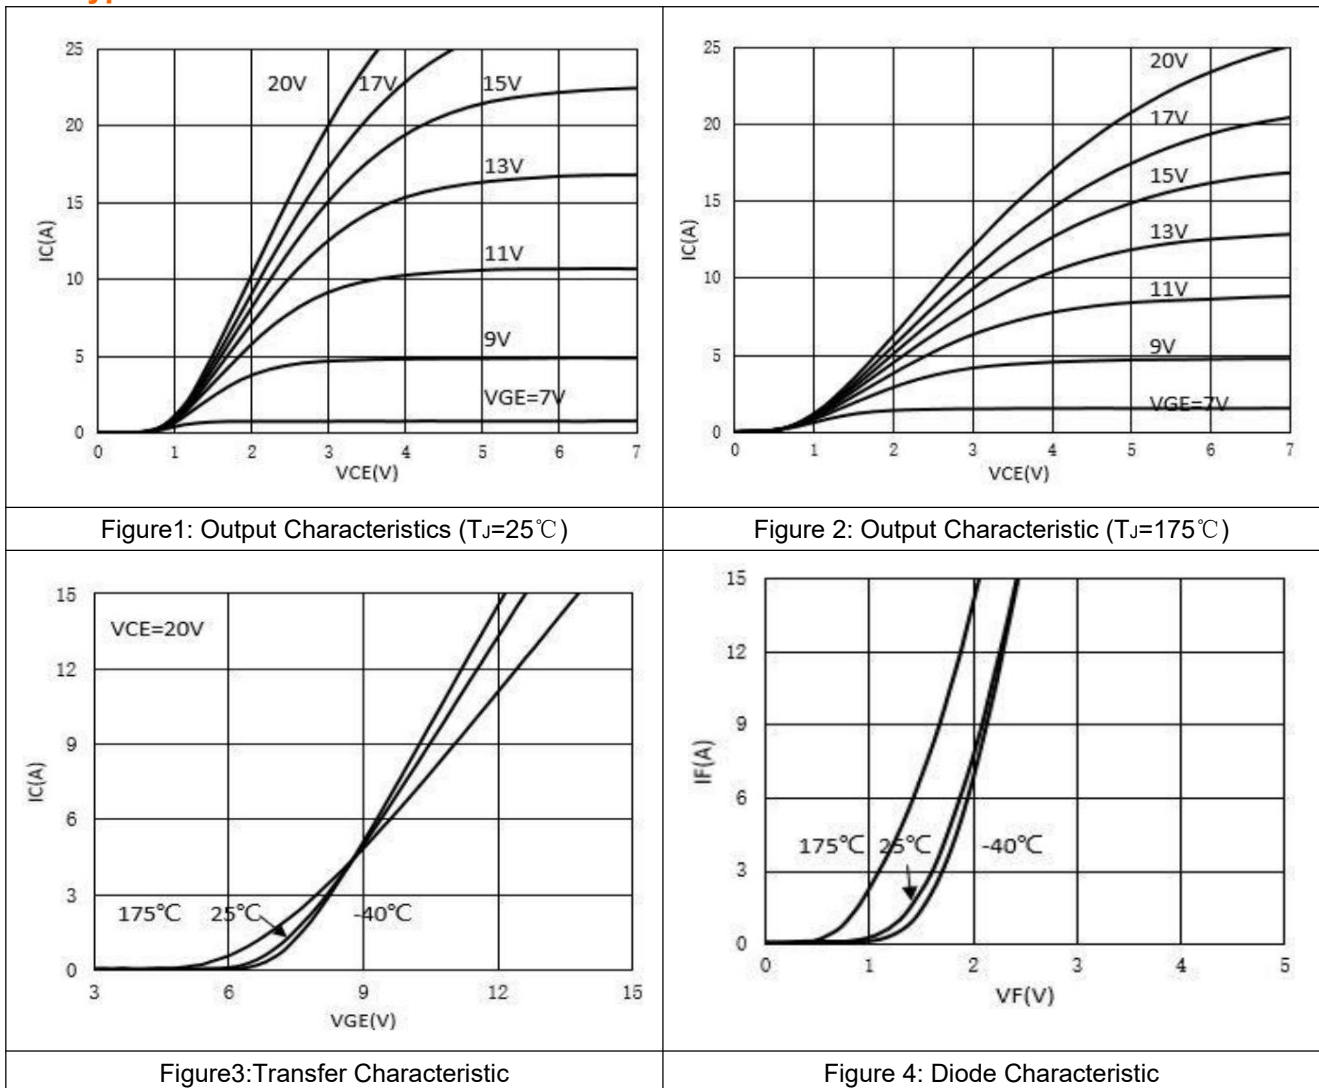 25
20
15
10
5
0
0 1 2 3 4 5 6 7
IC(A)
VCE(V)
20V
17V
15V
13V
11V
9V
VGE=7V
25
20
15
10
5
0
0 1 2 3 4 5 6 7
IC(A)
VCE(V)
20V
17V
15V
13V
11V
9V
VGE=7V
Figure1: Output Characteristics (TJ=25℃)
Figure 2: Output Characteristic (TJ=175℃)
15
12
9
6
3
0
3 6 9 12 15
IC(A)
VGE(V)
VCE=20V
175℃ 25℃ -40℃
15
12
9
6
3
0
0 1 2 3 4 5
IF(A)
VF(V)
175℃ 25℃ -40℃
Figure3:Transfer Characteristic
Figure 4: Diode Characteristic